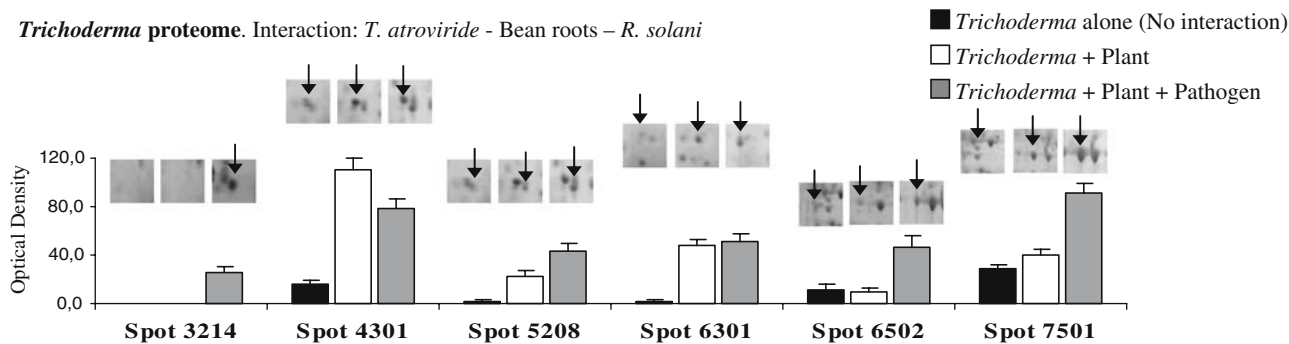 Trichoderma proteome. Interaction: T. atroviride - Bean roots – R. solani
Trichoderma alone (No interaction)
Trichoderma + Plant
Trichoderma + Plant + Pathogen
Optical Density
120,0
80,0
40,0
0,0
Spot 3214
Spot 4301
Spot 5208
Spot 6301
Spot 6502
Spot 7501